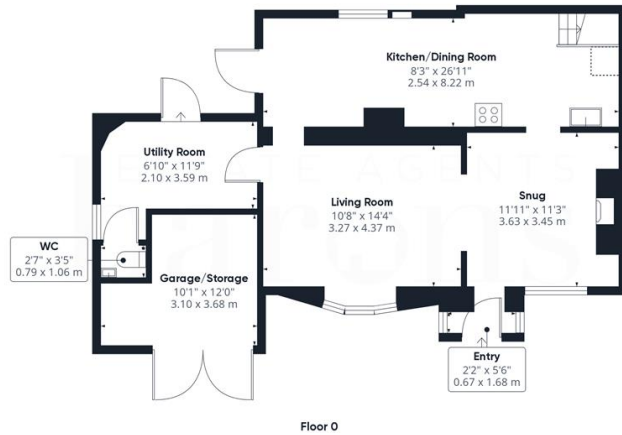 Kitchen/Dining Room
8'3" x 26'11"
2.54 x 8.22 m
Utility Room
6'10" x 11'9"
2.10 x 3.59 m
Living Room
10'8" x 14'4"
3.27 x 4.37 m
Snug
11'11" x 11'3"
3.63 x 3.45 m
WC
2'7" x 3'5"
0.79 x 1.06 m
Garage/Storage
10'1" x 12'0"
3.10 x 3.68 m
Entry
2'2" x 5'6"
0.67 x 1.68 m
Floor 0